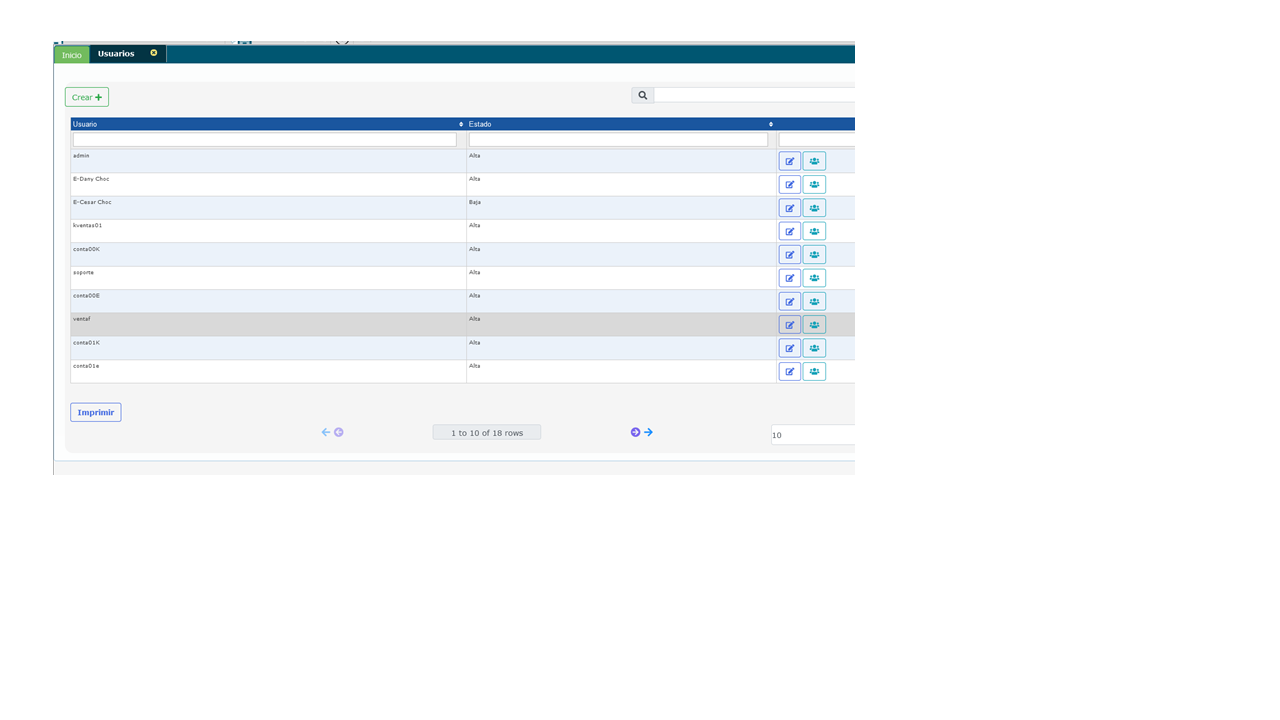 Inicio Usuarios
Crear
Usuario Estado
admin Alta
E-Dany Choc Alta
E-Cesar Choc Baja
kventas01 Alta
conta00K Alta
soporte Alta
conta00E Alta
ventaf Alta
conta01K Alta
conta01e Alta
Imprimir
1 to 10 of 18 rows
10